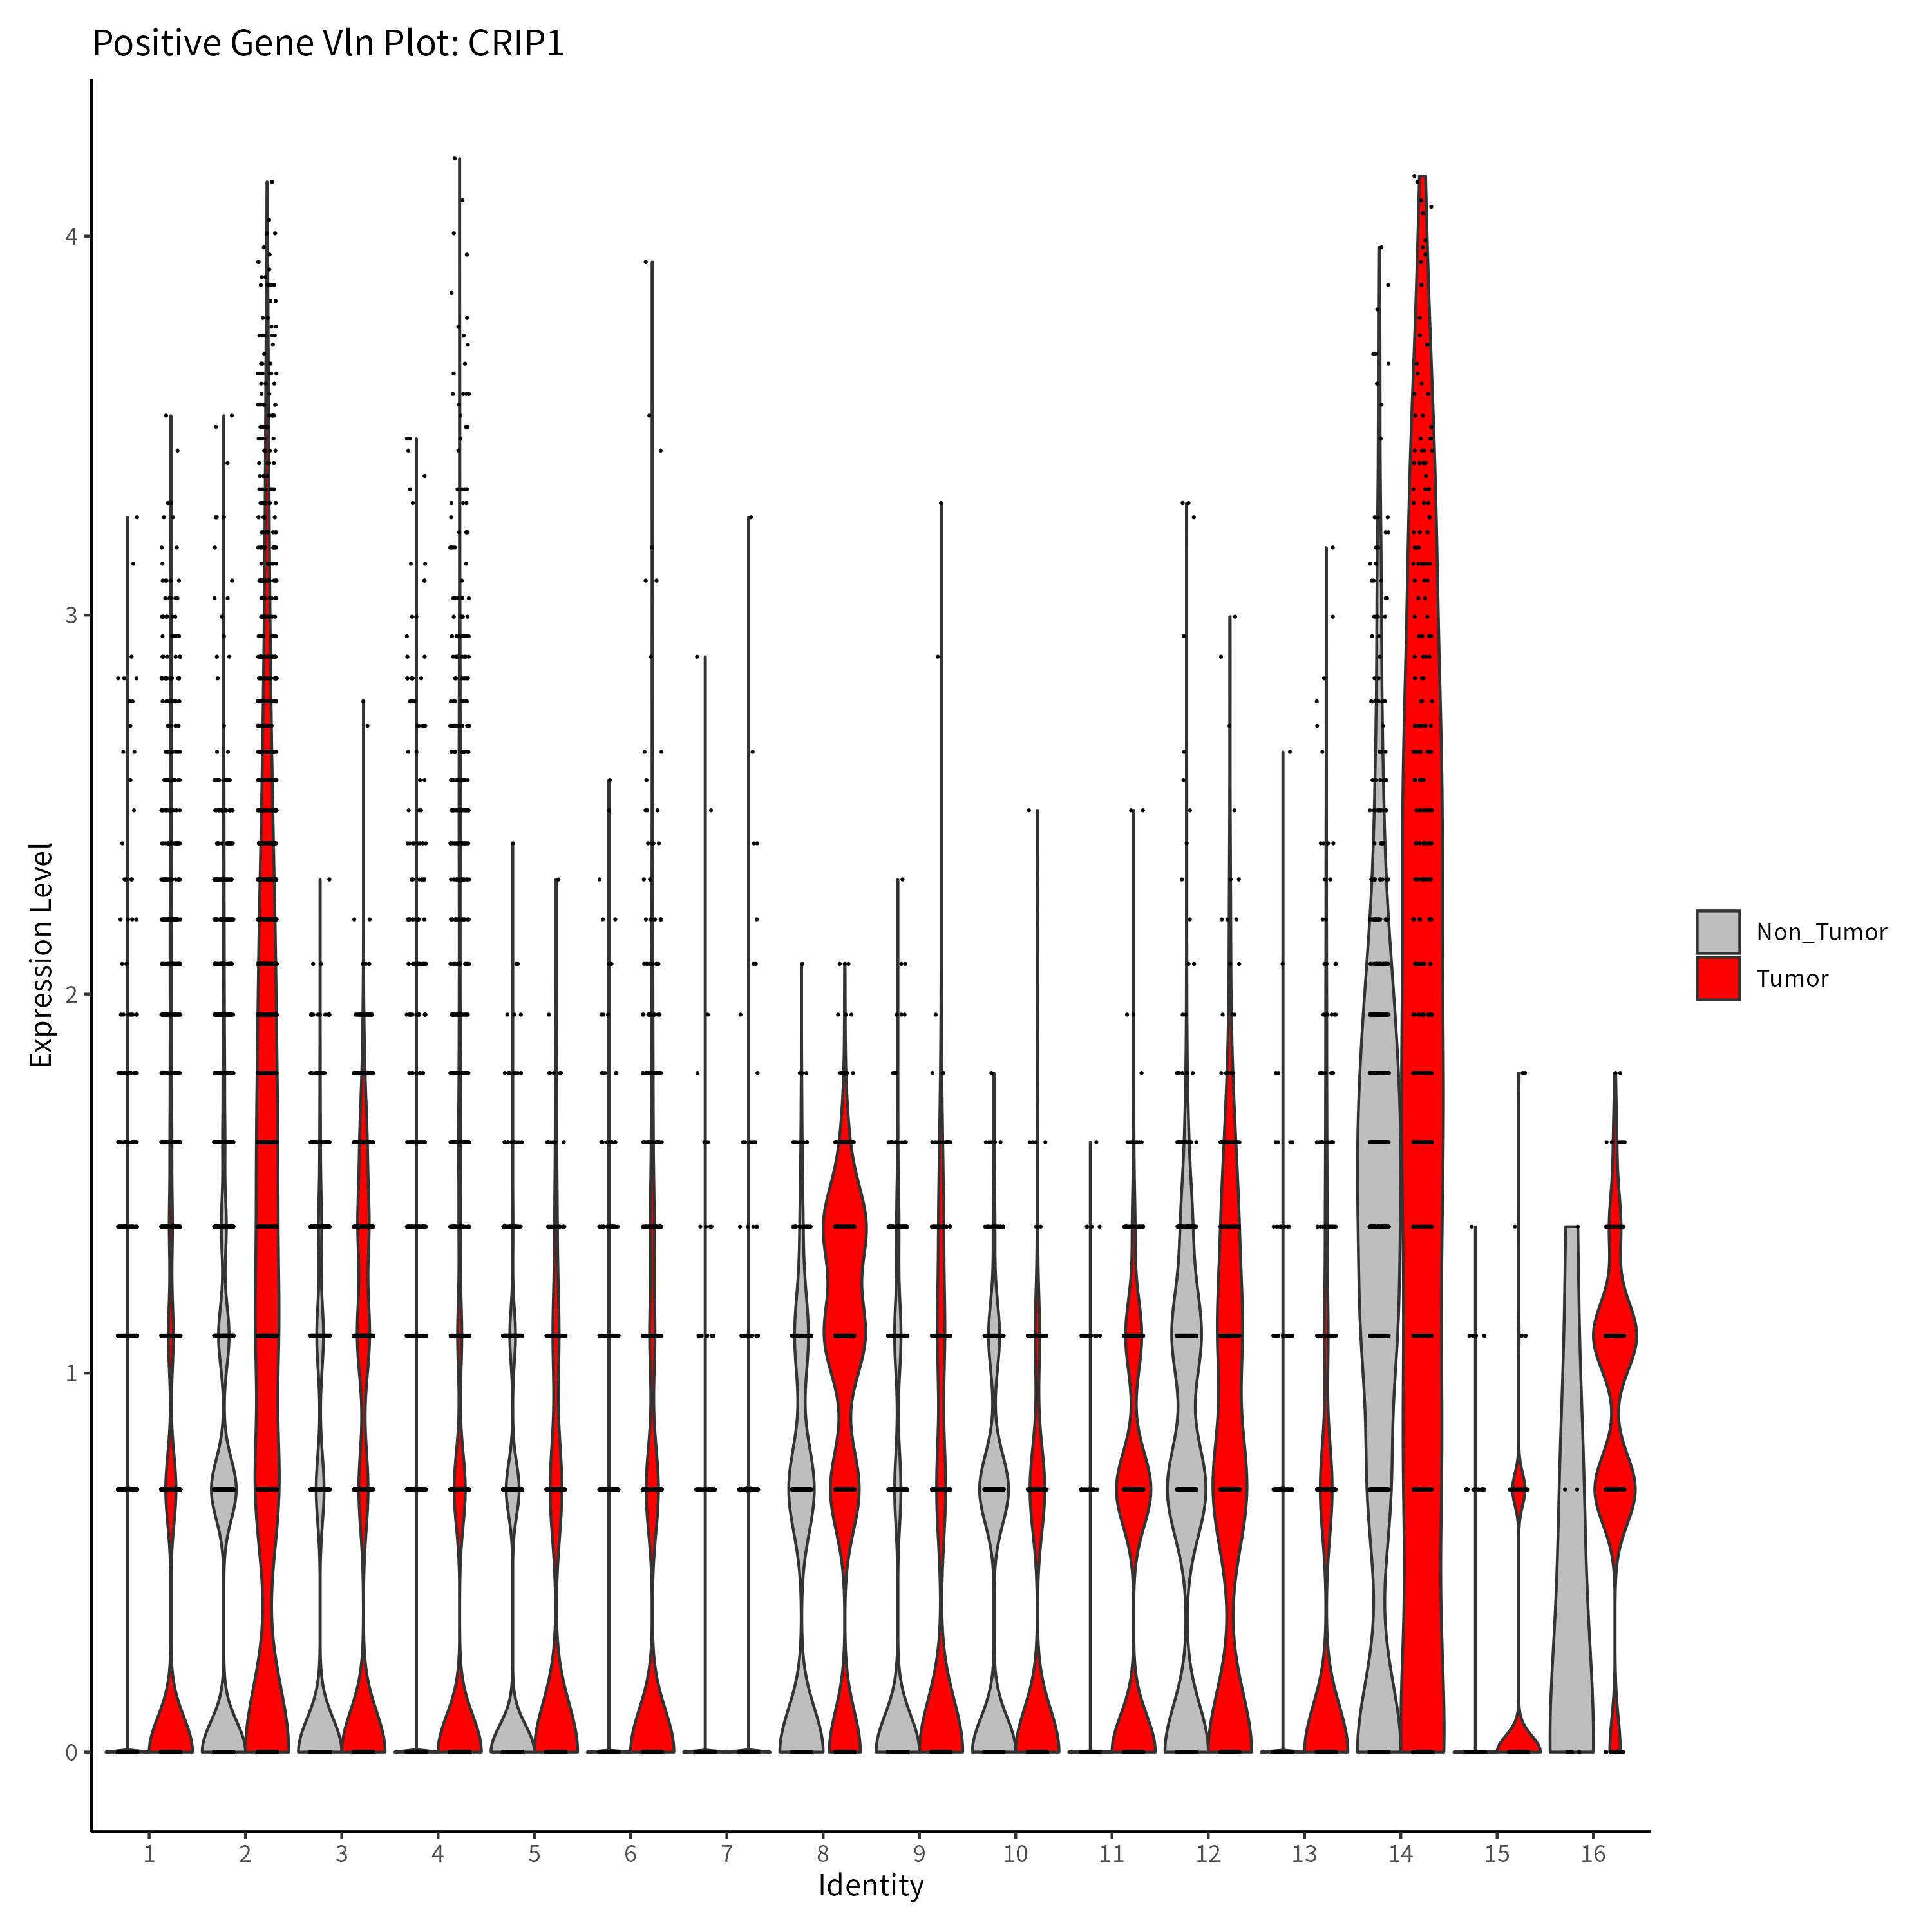 Positive Gene Vln Plot: CRIP1
4
3
2
1
0
Expression Level
1 2 3 4 5 6 7 8 9 10 11 12 13 14 15 16
Identity
Non_Tumor
Tumor